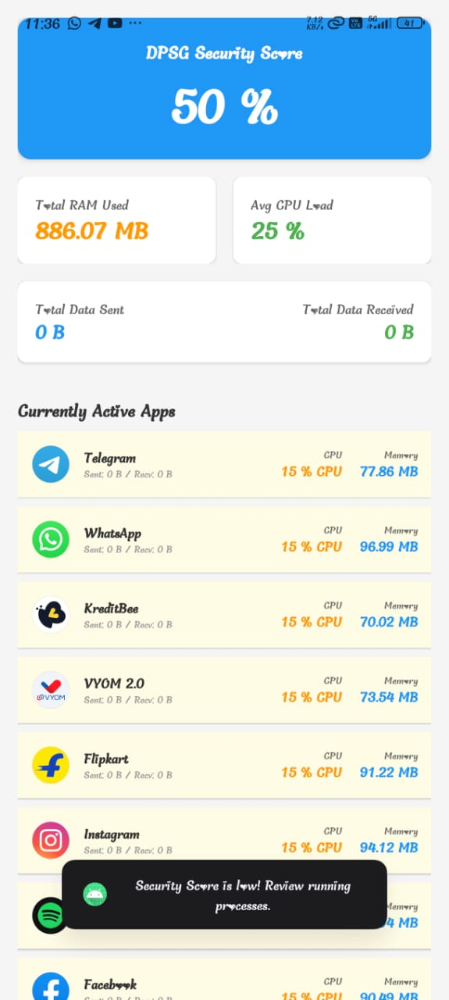 11:36
7.12 KB/s
Vo LTE
5G
41
DPSG Security Score
50 %
Total RAM Used
886.07 MB
Avg CPU Load
25 %
Total Data Sent
0 B
Total Data Received
0 B
Currently Active Apps
Telegram
Sent: 0 B / Recv: 0 B
CPU
15 % CPU
Memory
77.86 MB
WhatsApp
Sent: 0 B / Recv: 0 B
CPU
15 % CPU
Memory
96.99 MB
KreditBee
Sent: 0 B / Recv: 0 B
CPU
15 % CPU
Memory
70.02 MB
VYOM
VYOM 2.0
Sent: 0 B / Recv: 0 B
CPU
15 % CPU
Memory
73.54 MB
Flipkart
Sent: 0 B / Recv: 0 B
CPU
15 % CPU
Memory
91.22 MB
Instagram
Sent: 0 B / Recv: 0 B
CPU
15 % CPU
Memory
94.12 MB
Security Score is low! Review running
processes.
Memory
4 MB
Facebook
15 % CPU
Memory
90.49 MB